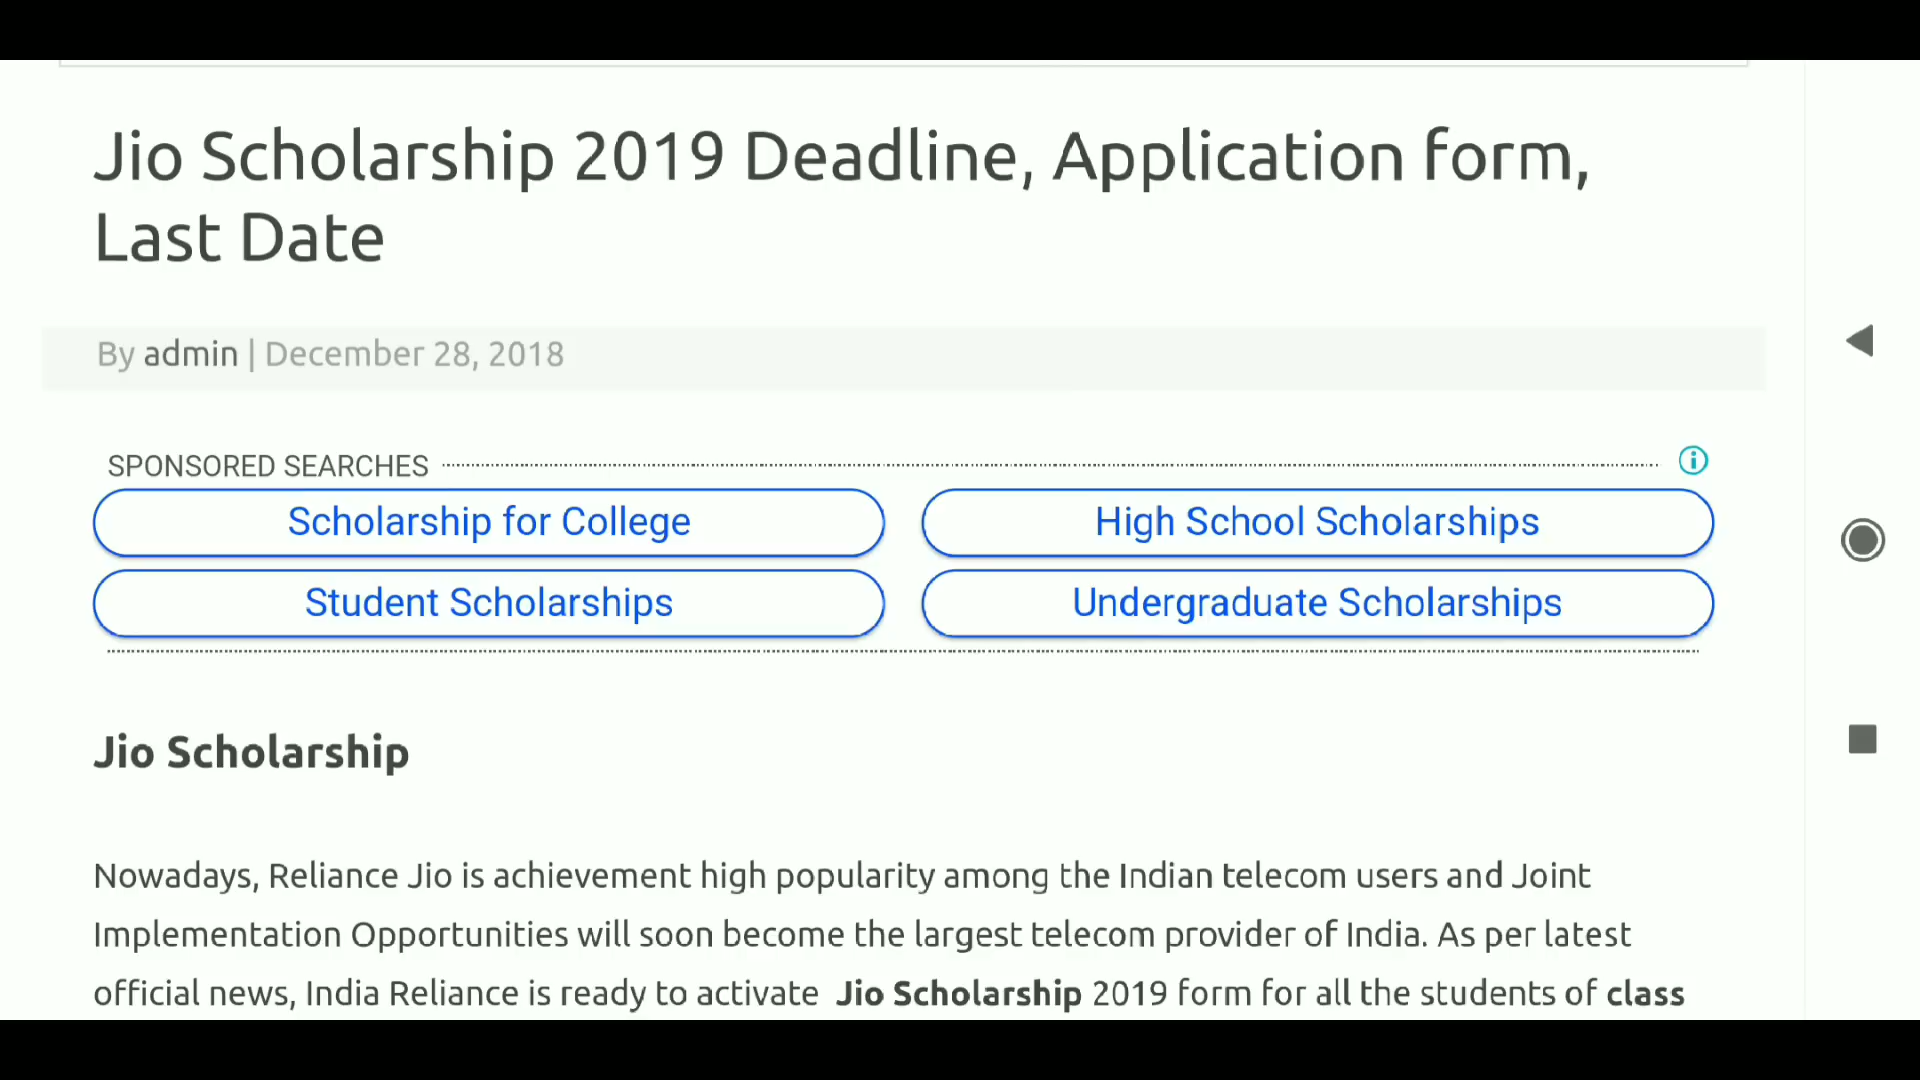 Jio Scholarship 2019 Deadline, Application form,
Last Date
By admin | December 28, 2018
SPONSORED SEARCHES
Scholarship for College
High School Scholarships
Student Scholarships
Undergraduate Scholarships
Jio Scholarship
Nowadays, Reliance Jio is achievement high popularity among the Indian telecom users and Joint
Implementation Opportunities will soon become the largest telecom provider of India. As per latest
official news, India Reliance is ready to activate Jio Scholarship 2019 form for all the students of class